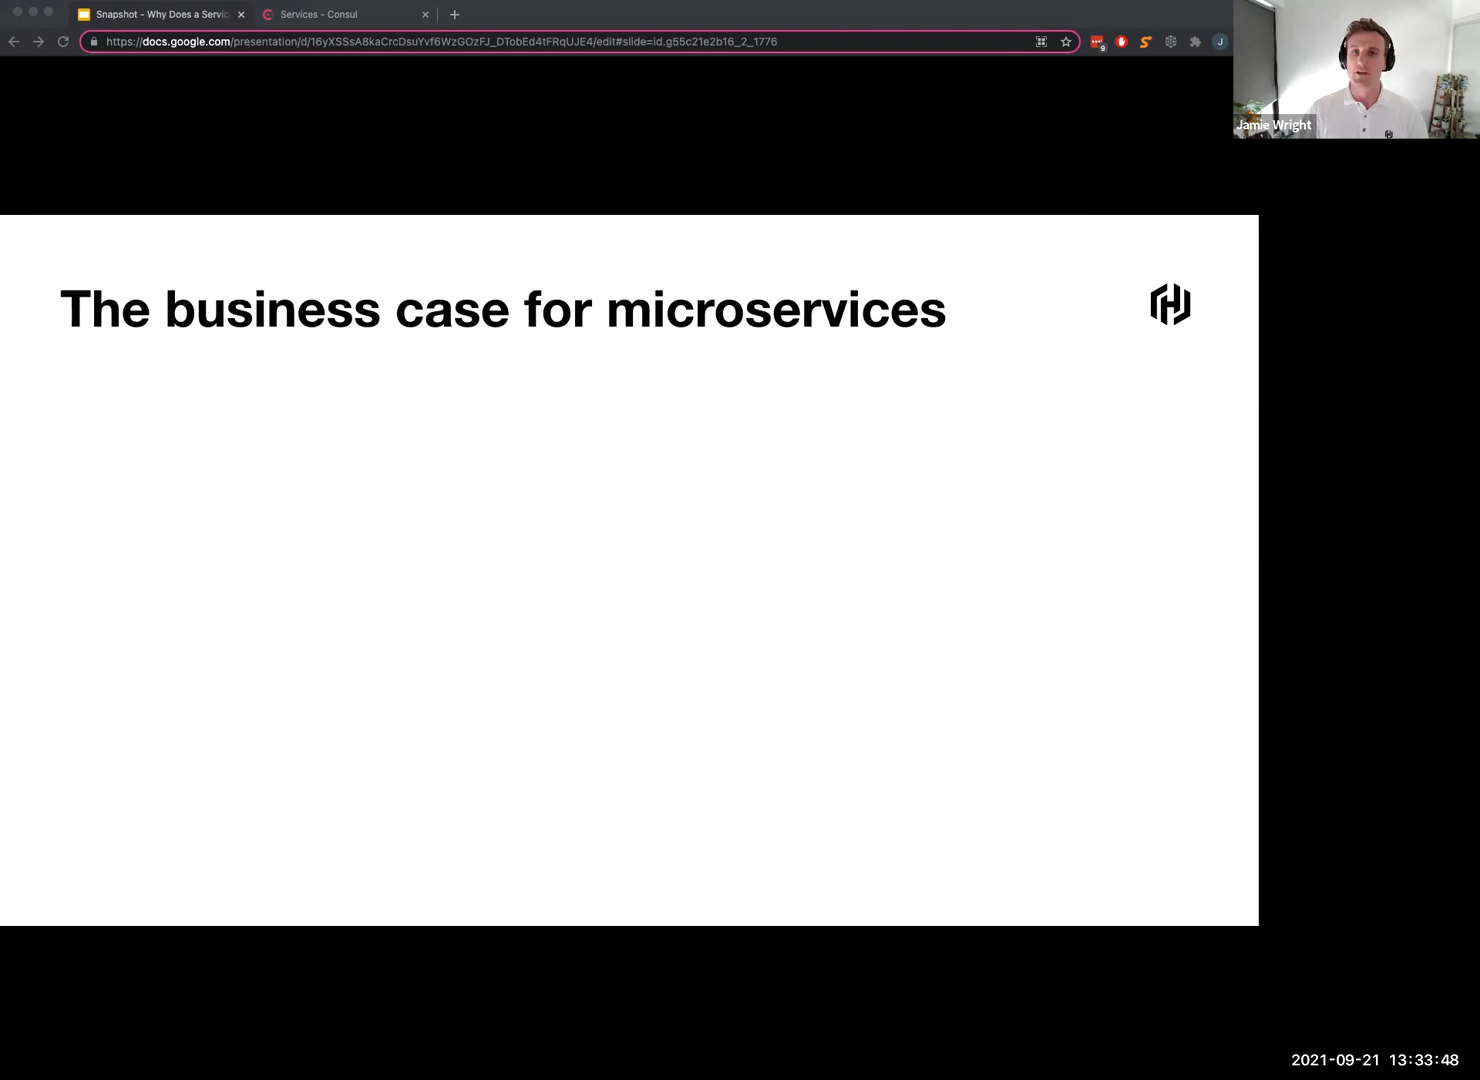 Snapshot - Why Does a Servic
Services - Consul
https://docs.google.com/presentation/d/16yXSSsA8kaCrcDsuYvf6WzGOzFJ_DTobEd4tFRqUJE4/edit#slide=id.g55c21e2b16_2_1776
9
J
Jamie Wright
The business case for microservices
2021-09-21 13:33:48